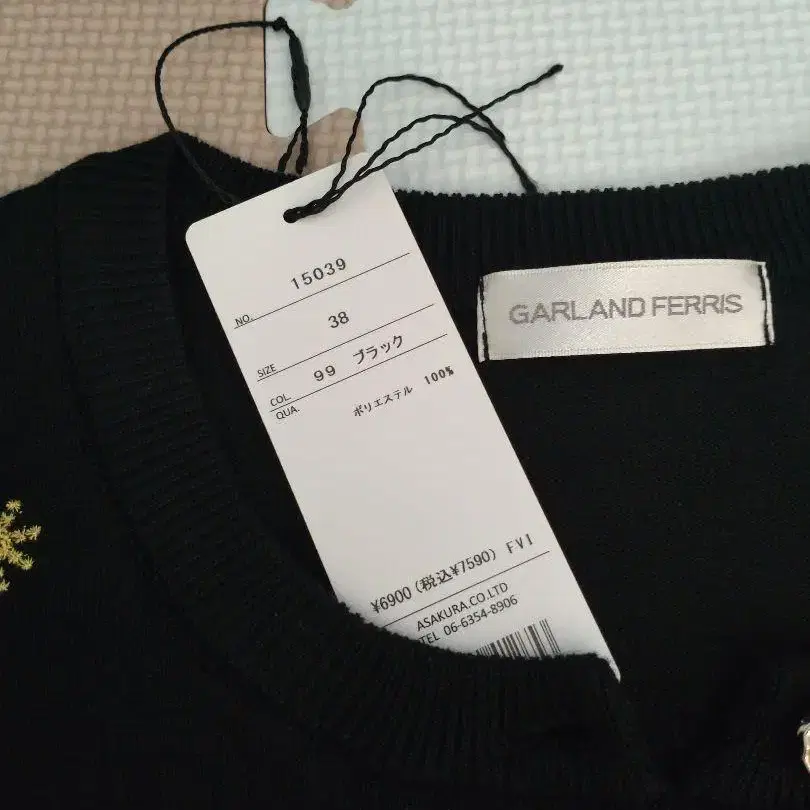 NO. 15039
SIZE 38
COL. 99 ブラック
QUA. ポリエステル 100%
¥6900 (税込¥7590) FVI
ASAKURA.CO.LTD
TEL 06-6354-8906
GARLAND FERRIS